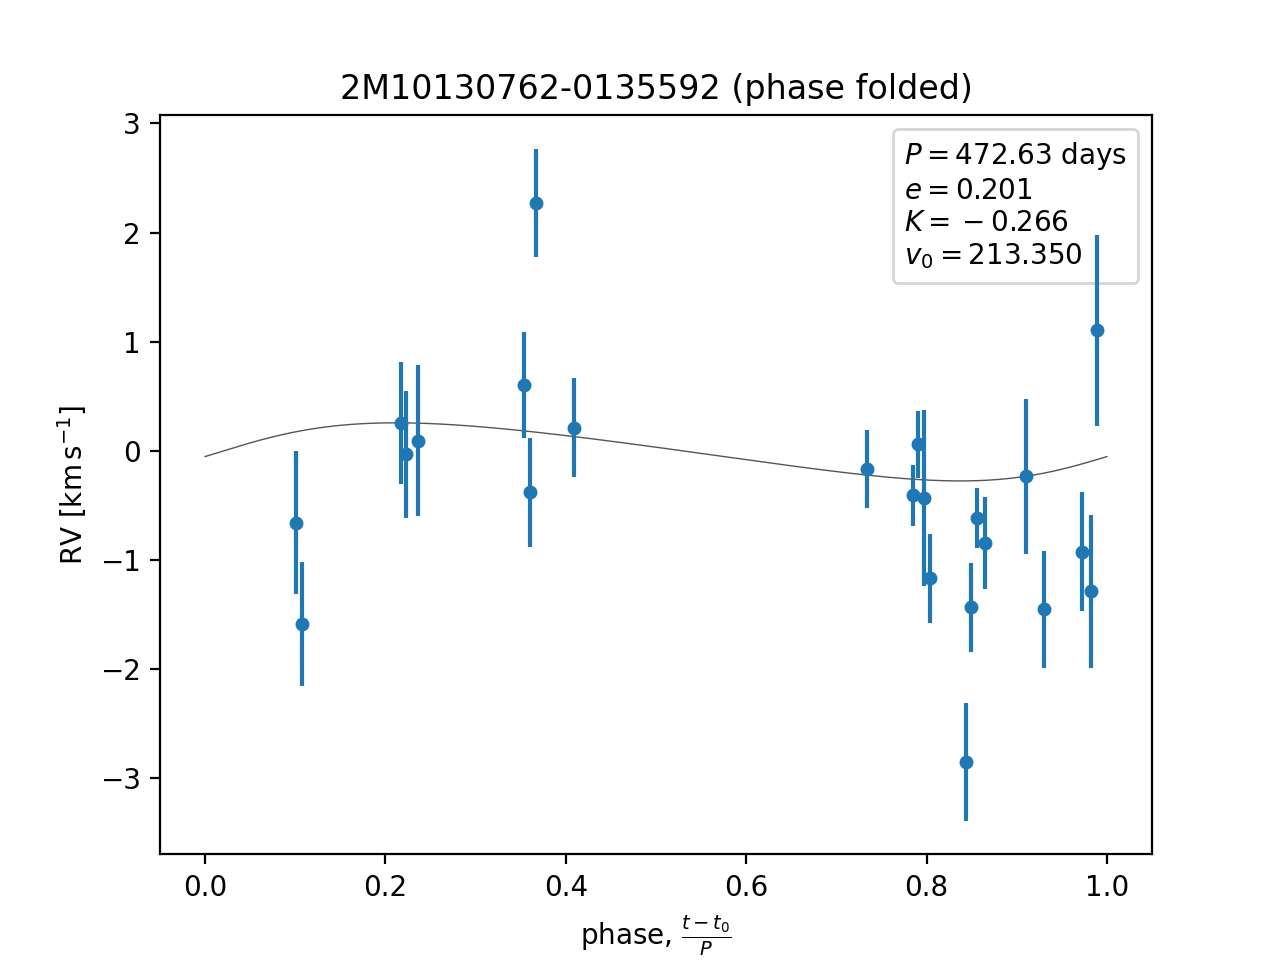 2M10130762-0135592 (phase folded)
P = 472.63 days
e = 0.201
K = −0.266
v₀ = 213.350
3
2
1
0
−1
−2
−3
RV [km s⁻¹]
0.0 0.2 0.4 0.6 0.8 1.0
phase, (t − t₀)/P